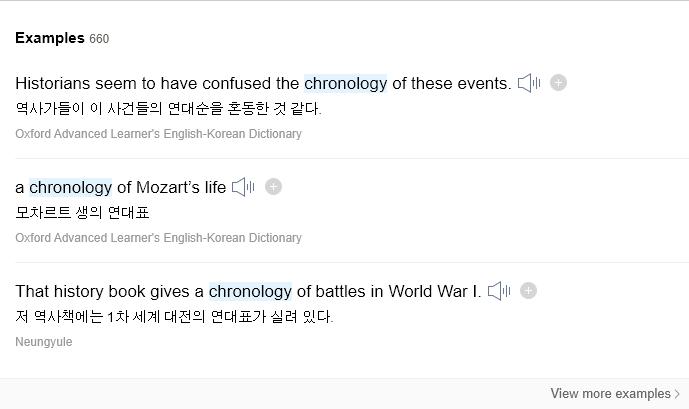 Examples 660
Historians seem to have confused the chronology of these events.
역사가들이 이 사건들의 연대순을 혼동한 것 같다.
Oxford Advanced Learner's English-Korean Dictionary
a chronology of Mozart’s life
모차르트 생의 연대표
Oxford Advanced Learner's English-Korean Dictionary
That history book gives a chronology of battles in World War I.
저 역사책에는 1차 세계 대전의 연대표가 실려 있다.
Neungyule
View more examples